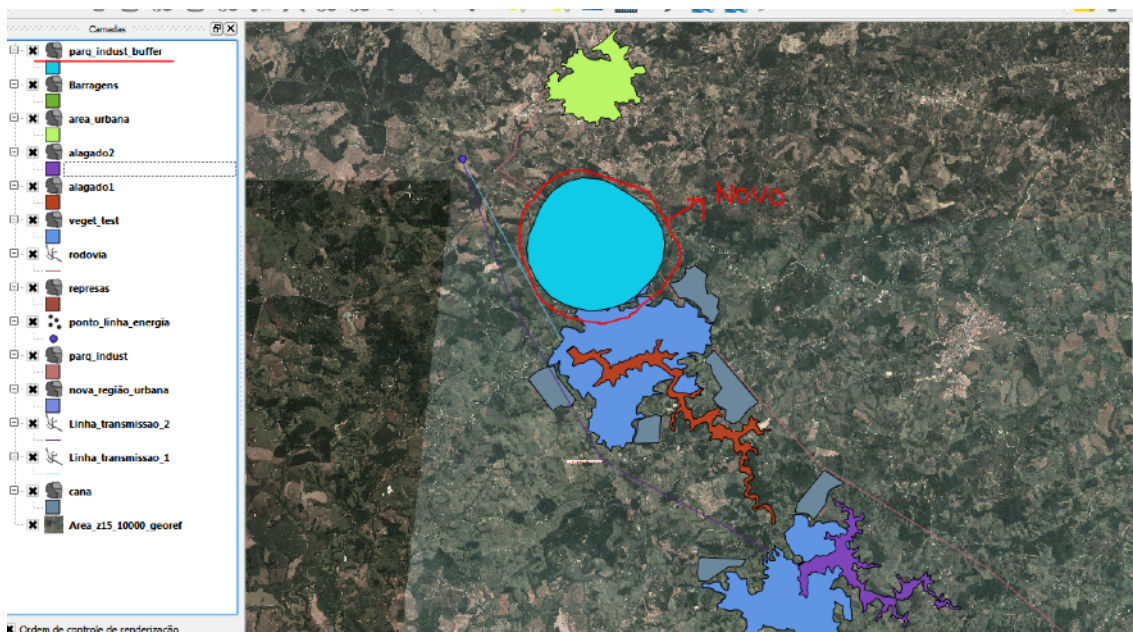 Camadas
parq_indust_buffer
Barragens
area_urbana
alagado2
alagado1
veget_test
rodovia
represas
ponto_linha_energia
parq_indust
nova_região_urbana
Linha_transmissao_2
Linha_transmissao_1
cana
Area_z15_10000_georef
Ordem de controle de renderização
Novo